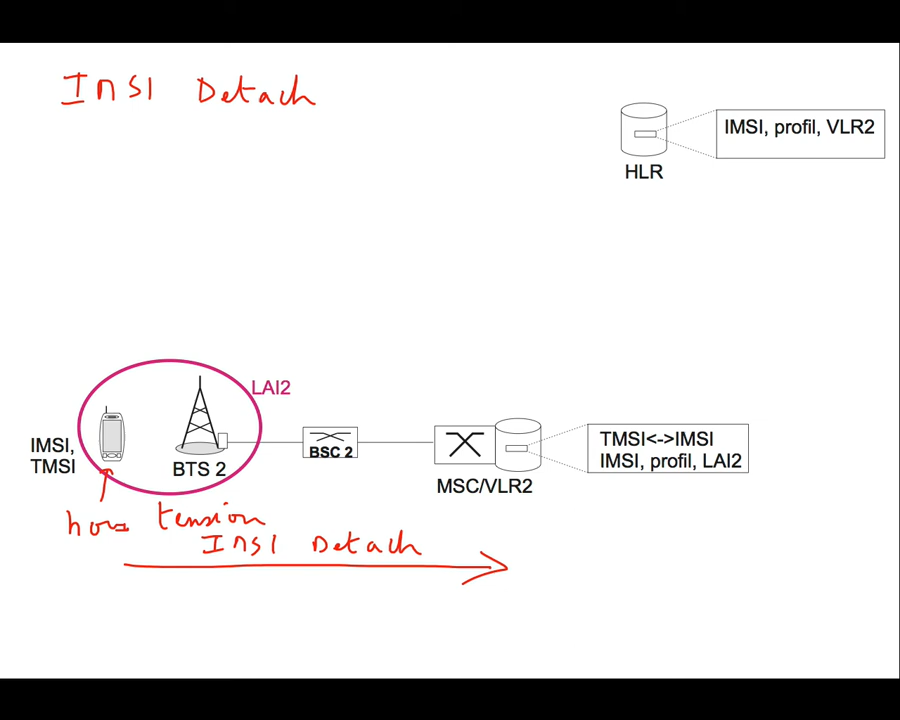 IMSI Detach
IMSI, profil, VLR2
HLR
LAI2
IMSI,
TMSI
BTS 2
BSC 2
MSC/VLR2
TMSI<->IMSI
IMSI, profil, LAI2
hors tension
IMSI Detach